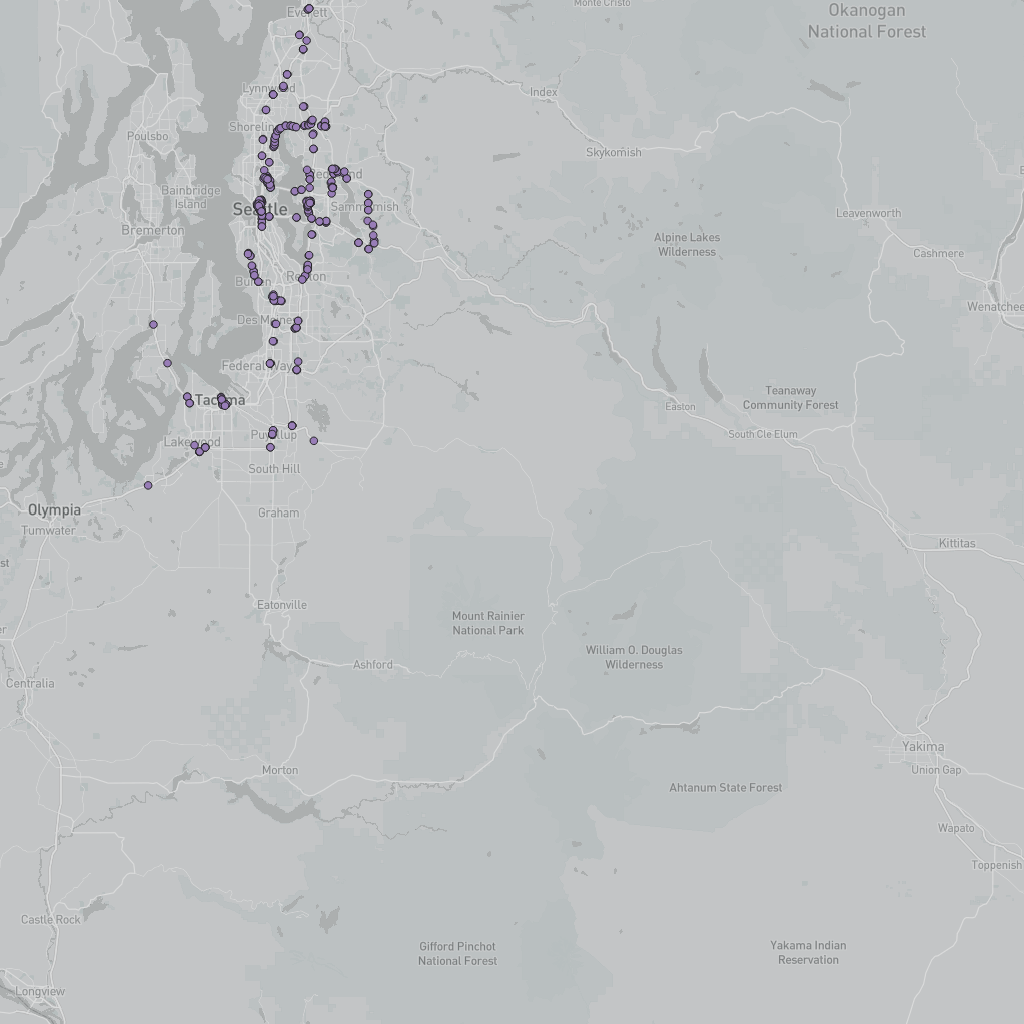 Monte Cristo
Everett
Okanogan
National Forest
Lynnwood
Index
Poulsbo
Skykomish
Bainbridge
Island
Seattle
Sammamish
Leavenworth
Bremerton
Alpine Lakes
Wilderness
Cashmere
Renton
Wenatchee
Des Moines
Federal Way
Tacoma
Teanaway
Community Forest
Easton
South Cle Elum
Lakewood
Puyallup
South Hill
Olympia
Graham
Tumwater
Kittitas
st
Eatonville
Mount Rainier
National Park
er
William O. Douglas
Wilderness
Ashford
Centralia
Yakima
Morton
Union Gap
Ahtanum State Forest
Wapato
Toppenish
Castle Rock
Gifford Pinchot
National Forest
Yakama Indian
Reservation
Longview